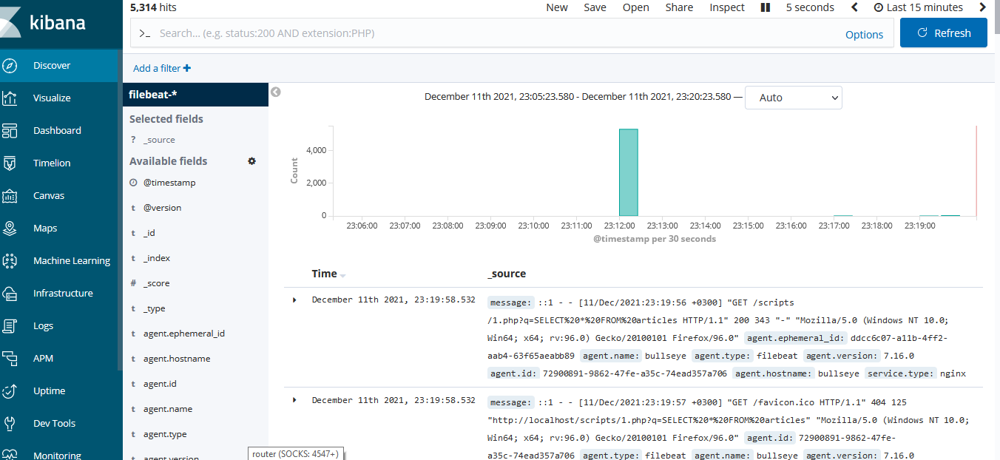 5,314 hits
New Save Open Share Inspect 5 seconds Last 15 minutes
kibana
>_ Search... (e.g. status:200 AND extension:PHP) Options Refresh
Add a filter +
Discover
Visualize
Dashboard
Timelion
Canvas
Maps
Machine Learning
Infrastructure
Logs
APM
Uptime
Dev Tools
Monitoring
filebeat-*
Selected fields
? _source
Available fields
@timestamp
t @version
t _id
t _index
# _score
t _type
t agent.ephemeral_id
t agent.hostname
t agent.id
t agent.name
t agent.type
t agent.version
router (SOCKS: 4547+)
December 11th 2021, 23:05:23.580 - December 11th 2021, 23:20:23.580 — Auto
Count
4,000
2,000
0
23:06:00 23:07:00 23:08:00 23:09:00 23:10:00 23:11:00 23:12:00 23:13:00 23:14:00 23:15:00 23:16:00 23:17:00 23:18:00 23:19:00
@timestamp per 30 seconds
Time _source
December 11th 2021, 23:19:58.532 message: ::1 - - [11/Dec/2021:23:19:56 +0300] "GET /scripts
/1.php?q=SELECT%20*%20FROM%20articles HTTP/1.1" 200 343 "-" "Mozilla/5.0 (Windows NT 10.0;
Win64; x64; rv:96.0) Gecko/20100101 Firefox/96.0" agent.ephemeral_id: ddcc6c07-a11b-4ff2-
aab4-63f65aeabb89 agent.name: bullseye agent.type: filebeat agent.version: 7.16.0
agent.id: 72900891-9862-47fe-a35c-74ead357a706 agent.hostname: bullseye service.type: nginx
December 11th 2021, 23:19:58.532 message: ::1 - - [11/Dec/2021:23:19:57 +0300] "GET /favicon.ico HTTP/1.1" 404 125
"http://localhost/scripts/1.php?q=SELECT%20*%20FROM%20articles" "Mozilla/5.0 (Windows NT 10.0;
Win64; x64; rv:96.0) Gecko/20100101 Firefox/96.0" agent.id: 72900891-9862-47fe-
a35c-74ead357a706 agent.type: filebeat agent.name: bullseye agent.version: 7.16.0